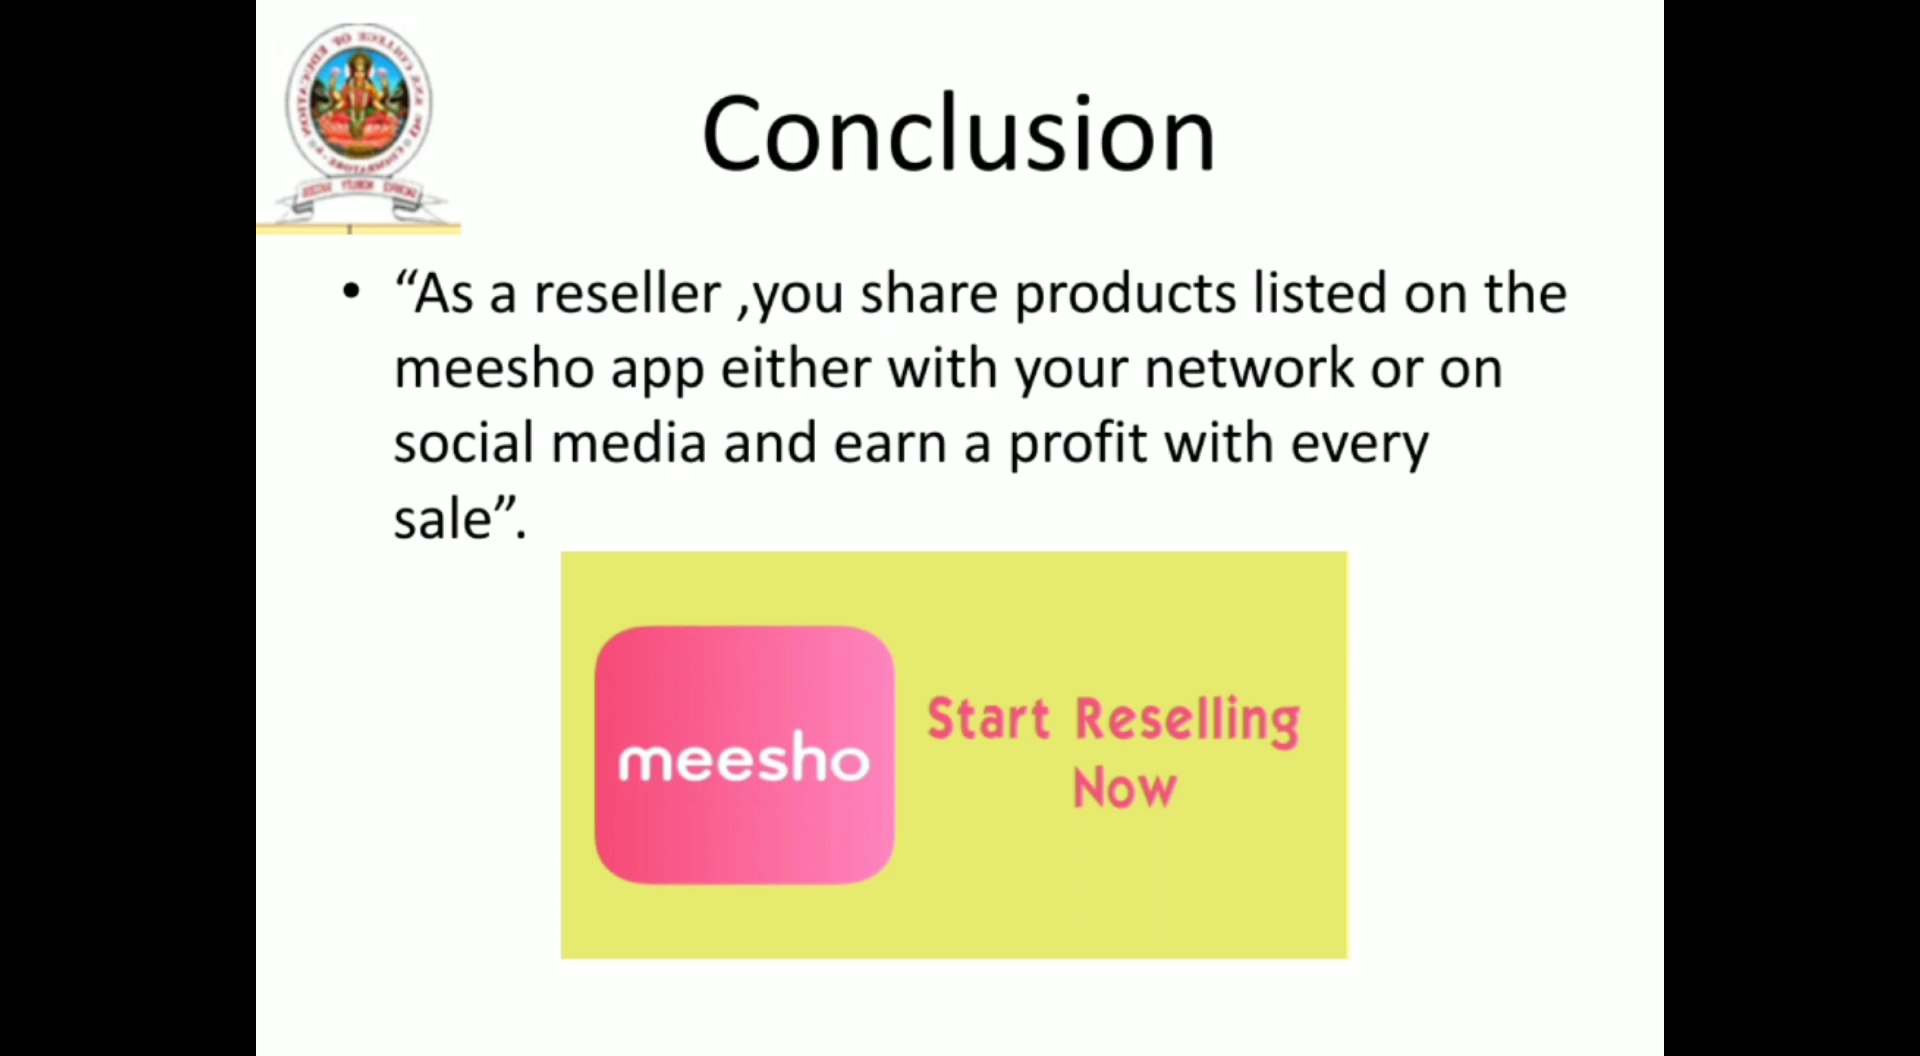 Conclusion
• “As a reseller ,you share products listed on the
meesho app either with your network or on
social media and earn a profit with every
sale”.
meesho
Start Reselling
Now